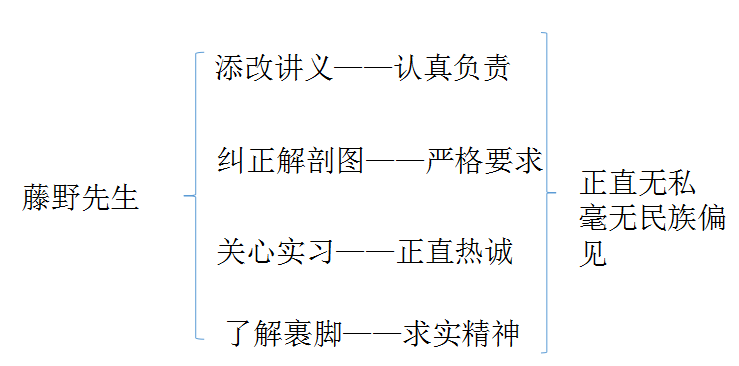 藤野先生
添改讲义——认真负责
纠正解剖图——严格要求
关心实习——正直热诚
了解裹脚——求实精神
正直无私
毫无民族偏
见